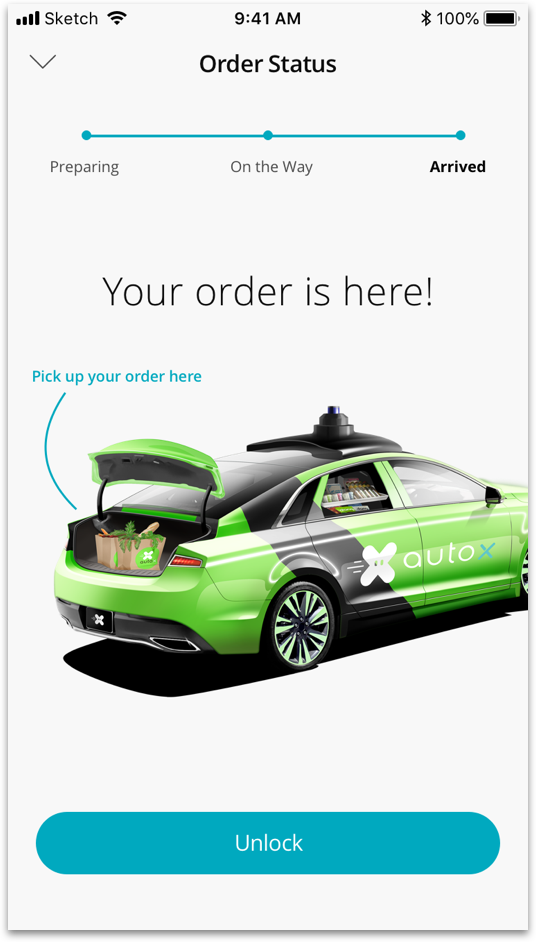 Sketch 9:41 AM 100%
Order Status
Preparing On the Way Arrived
Your order is here!
Pick up your order here
autox
autox
Unlock